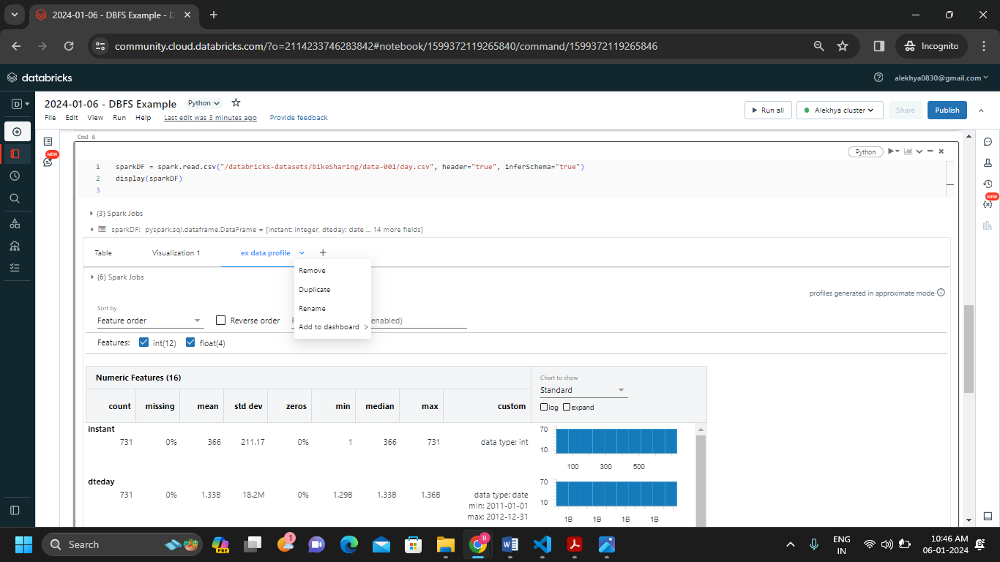 2024-01-06 - DBFS Example - D
community.cloud.databricks.com/?o=2114233746283842#notebook/1599372119265840/command/1599372119265846
Incognito
databricks
alekhya0830@gmail.com
D
2024-01-06 - DBFS Example
Python
File Edit View Run Help Last edit was 3 minutes ago Provide feedback
Run all
Alekhya cluster
Share
Publish
Cmd 6
NEW
Python
1 sparkDF = spark.read.csv("/databricks-datasets/bikeSharing/data-001/day.csv", header="true", inferSchema="true")
2 display(sparkDF)
3
NEW
(3) Spark Jobs
sparkDF: pyspark.sql.dataframe.DataFrame = [instant: integer, dteday: date ... 14 more fields]
Table Visualization 1 ex data profile
Remove
Duplicate
Rename
Add to dashboard
(6) Spark Jobs
profiles generated in approximate mode
Sort by
Feature order
Reverse order
enabled)
Features: int(12) float(4)
Numeric Features (16)
Chart to show
Standard
log expand
count missing mean std dev zeros min median max custom
instant
731 0% 366 211.17 0% 1 366 731 data type: int
70
10
100 300 500
dteday
731 0% 1.33B 18.2M 0% 1.29B 1.33B 1.36B data type: date
min: 2011-01-01
max: 2012-12-31
70
10
1B 1B 1B 1B
Search
PRE
1
B
ENG
IN
10:46 AM
06-01-2024